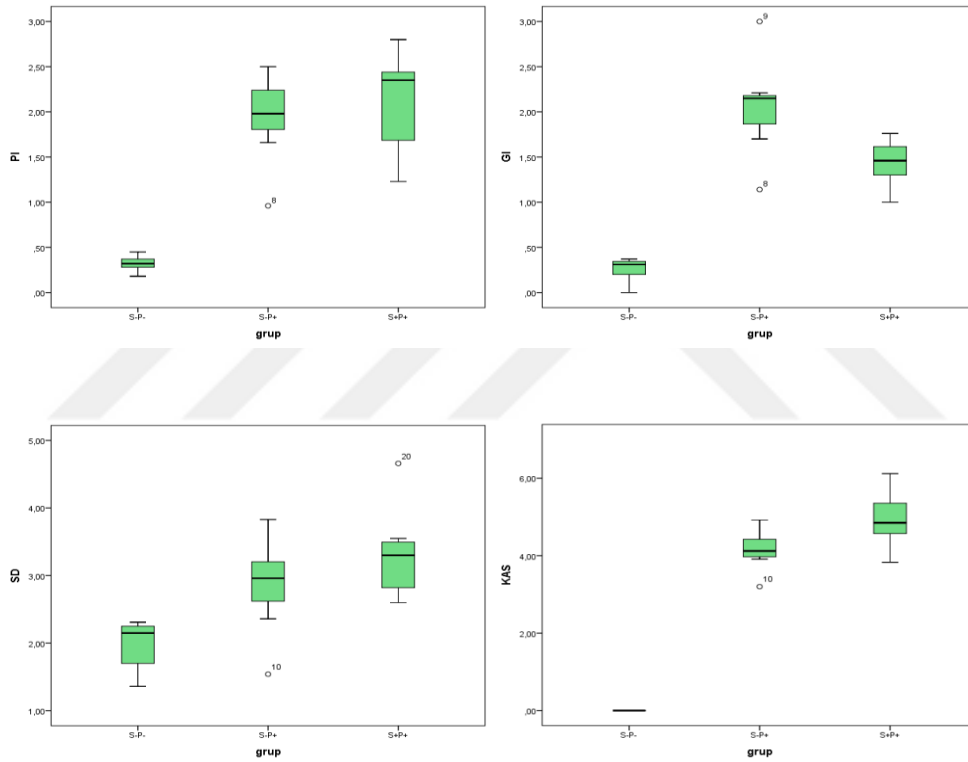 3,00
2,50
2,00
1,50
1,00
,50
,00
PI
8
S-P-
S-P+
S+P+
grup
3,00
2,50
2,00
1,50
1,00
,50
,00
GI
9
8
S-P-
S-P+
S+P+
grup
5,00
4,00
3,00
2,00
1,00
SD
20
10
S-P-
S-P+
S+P+
grup
6,00
4,00
2,00
,00
KAS
10
S-P-
S-P+
S+P+
grup